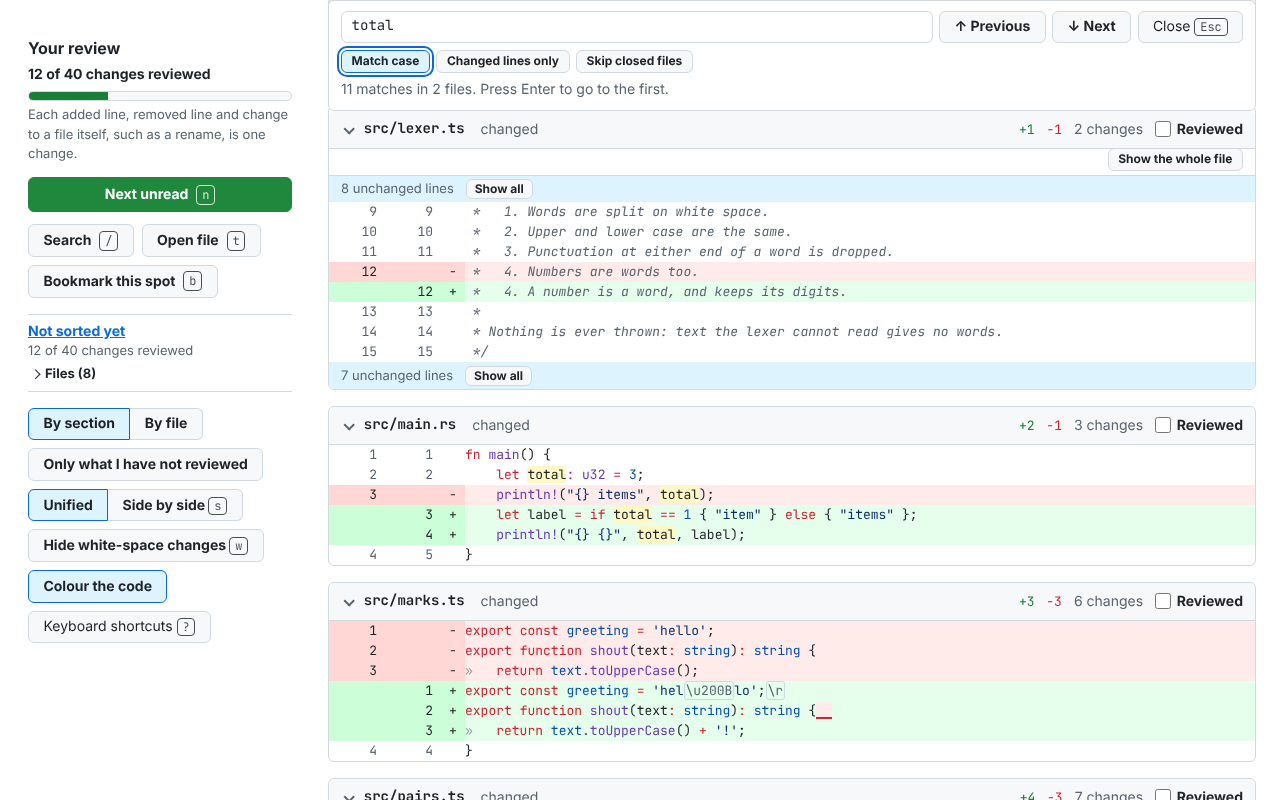 Your review
12 of 40 changes reviewed
Each added line, removed line and change
to a file itself, such as a rename, is one
change.
Next unread n
Search / Open file t
Bookmark this spot b
Not sorted yet
12 of 40 changes reviewed
Files (8)
By section By file
Only what I have not reviewed
Unified Side by side s
Hide white-space changes w
Colour the code
Keyboard shortcuts ?
total ↑ Previous ↓ Next Close Esc
Match case Changed lines only Skip closed files
11 matches in 2 files. Press Enter to go to the first.
src/lexer.ts changed +1 -1 2 changes Reviewed
Show the whole file
8 unchanged lines Show all
9 9 * 1. Words are split on white space.
10 10 * 2. Upper and lower case are the same.
11 11 * 3. Punctuation at either end of a word is dropped.
12 - * 4. Numbers are words too.
12 + * 4. A number is a word, and keeps its digits.
13 13 *
14 14 * Nothing is ever thrown: text the lexer cannot read gives no words.
15 15 */
7 unchanged lines Show all
src/main.rs changed +2 -1 3 changes Reviewed
1 1 fn main() {
2 2 let total: u32 = 3;
3 - println!("{} items", total);
3 + let label = if total == 1 { "item" } else { "items" };
4 + println!("{} {}", total, label);
4 5 }
src/marks.ts changed +3 -3 6 changes Reviewed
1 - export const greeting = 'hello';
2 - export function shout(text: string): string {
3 - » return text.toUpperCase();
1 + export const greeting = 'hel\u200Blo';\r
2 + export function shout(text: string): string {
3 + » return text.toUpperCase() + '!';
4 4 }
src/pairs.ts changed +4 -3 7 changes Reviewed